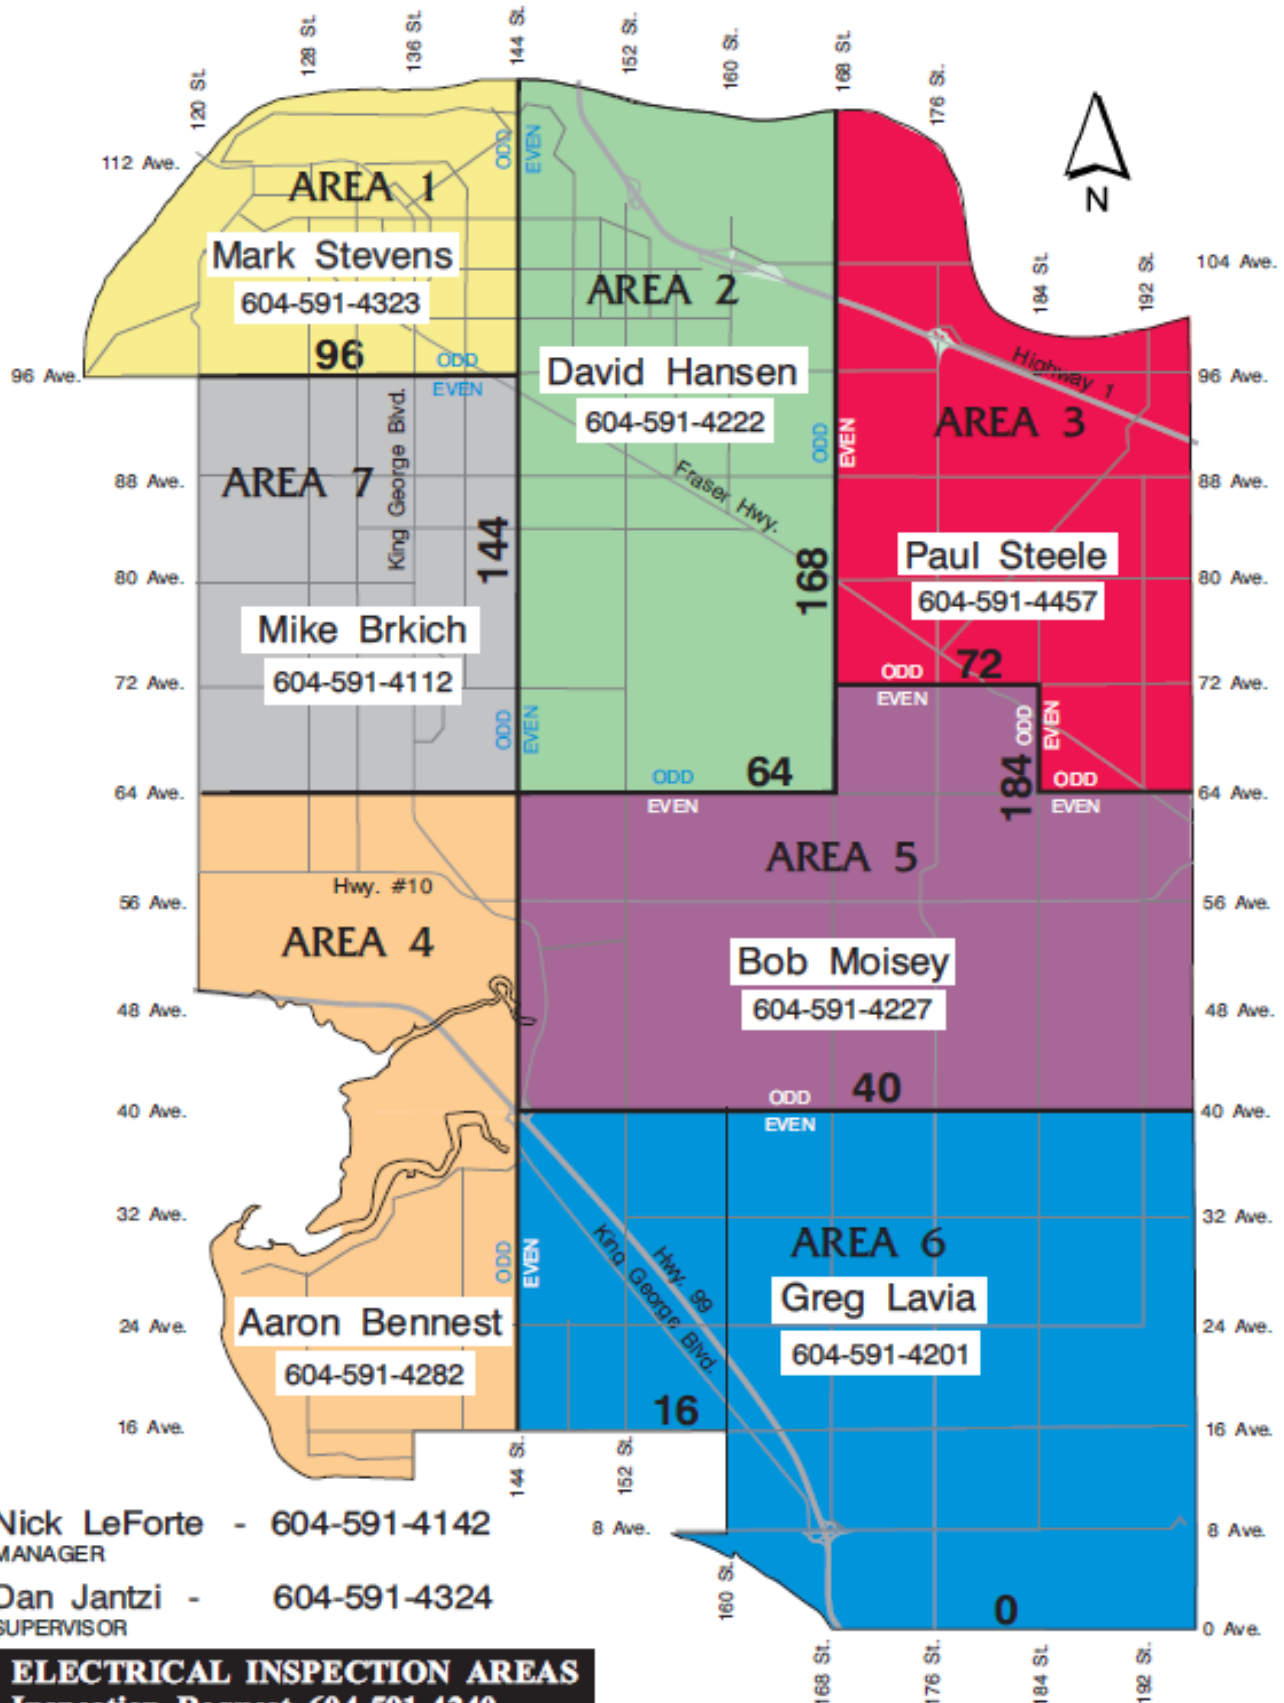 120 St.
128 St.
136 St.
144 St.
152 St.
160 St.
168 St.
176 St.
112 Ave.
ODD
EVEN
AREA 1
N
Mark Stevens
604-591-4323
184 St.
192 St.
104 Ave.
AREA 2
96
ODD
EVEN
96 Ave.
David Hansen
604-591-4222
Highway 1
96 Ave.
King George Blvd.
AREA 3
ODD
EVEN
88 Ave.
AREA 7
Fraser Hwy.
88 Ave.
144
168
Paul Steele
604-591-4457
80 Ave.
80 Ave.
Mike Brkich
604-591-4112
72 Ave.
ODD
72
EVEN
72 Ave.
ODD
EVEN
ODD
EVEN
184
ODD
64
EVEN
ODD
EVEN
64 Ave.
64 Ave.
AREA 5
Hwy. #10
56 Ave.
56 Ave.
AREA 4
Bob Moisey
604-591-4227
48 Ave.
48 Ave.
ODD
40
EVEN
40 Ave.
40 Ave.
32 Ave.
32 Ave.
ODD
EVEN
King George Blvd.
Hwy. 99
AREA 6
Greg Lavia
604-591-4201
24 Ave.
24 Ave.
Aaron Bennest
604-591-4282
16
16 Ave.
16 Ave.
144 St.
152 St.
Nick LeForte - 604-591-4142
MANAGER
8 Ave.
8 Ave.
160 St.
Dan Jantzi - 604-591-4324
SUPERVISOR
0
0 Ave.
168 St.
176 St.
184 St.
192 St.
ELECTRICAL INSPECTION AREAS
Inspection Request 604-591-4240